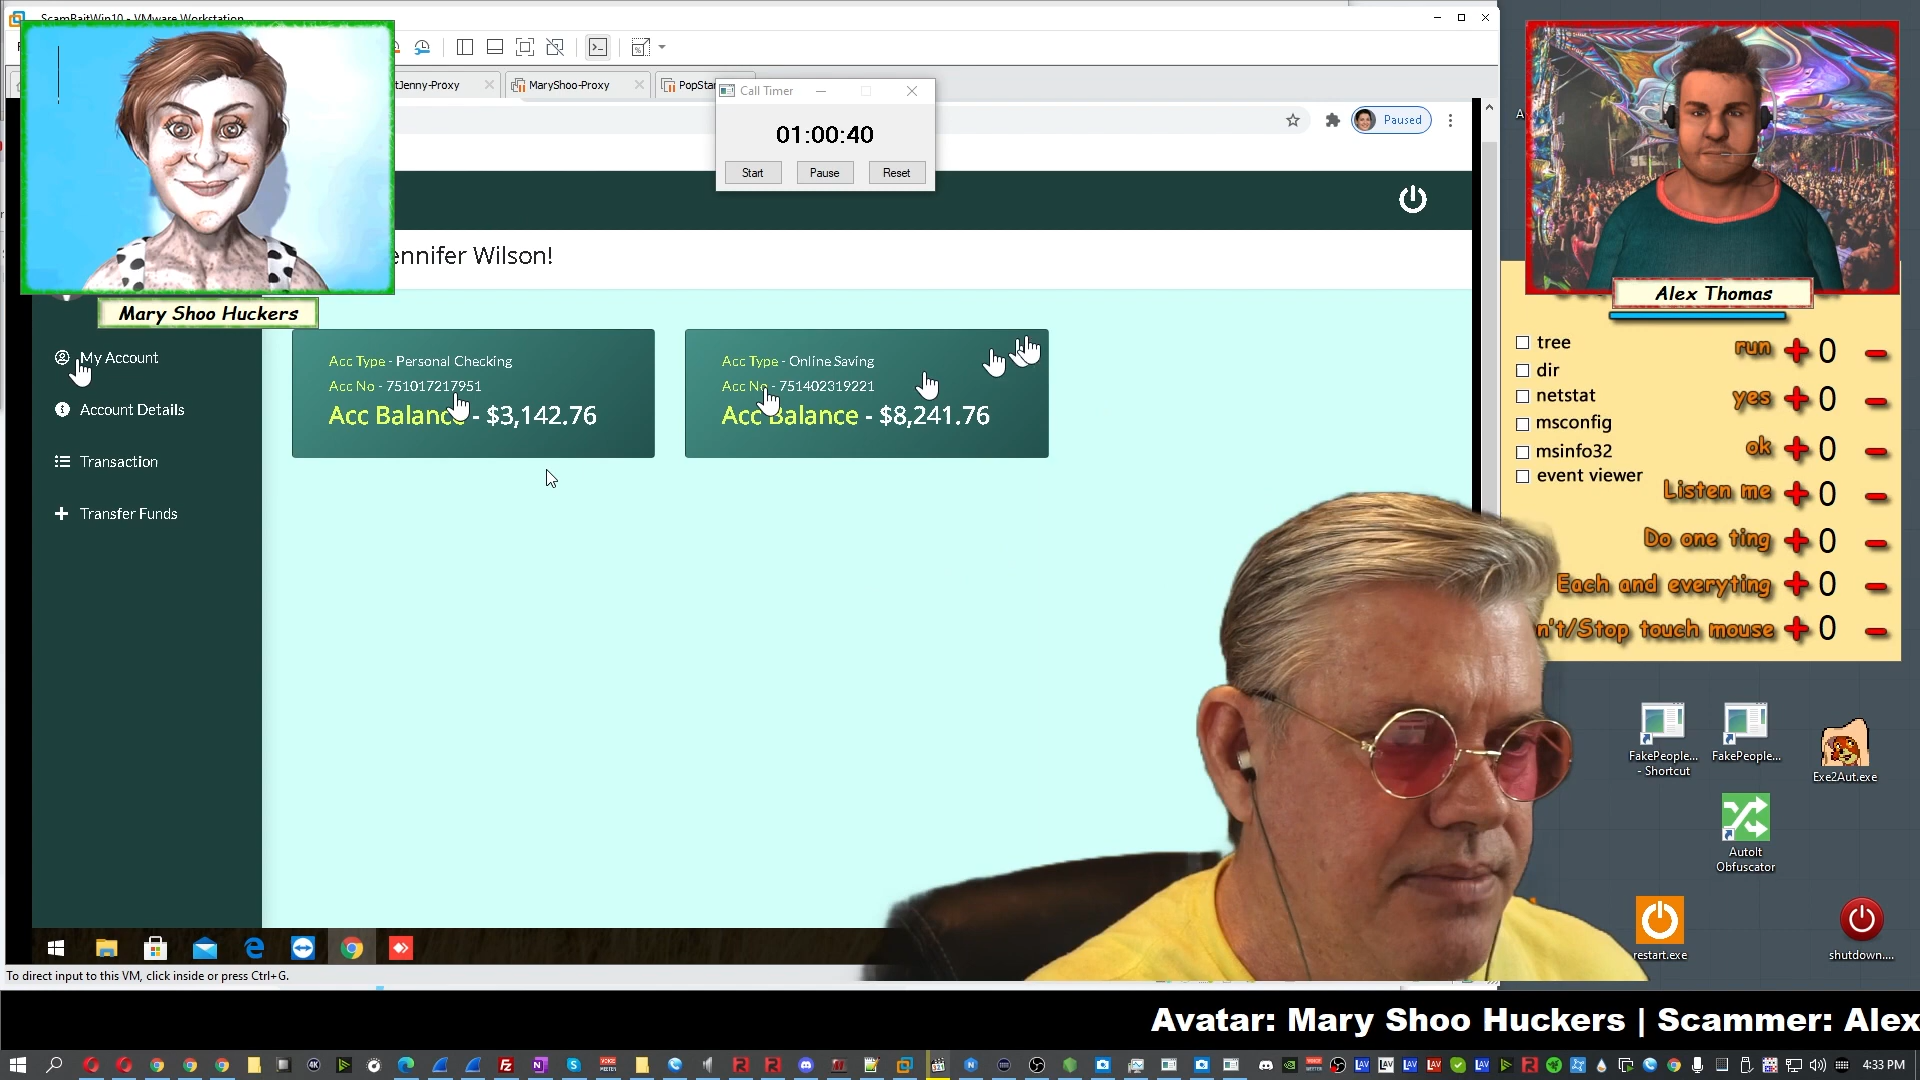 ScamBaitWin10 - VMware Workstation
tJenny-Proxy
MaryShoo-Proxy
PopSta
Call Timer
01:00:40
Start
Pause
Reset
Paused
ennifer Wilson!
Mary Shoo Huckers
Alex Thomas
My Account
Account Details
Transaction
Transfer Funds
Acc Type - Personal Checking
Acc No - 751017217951
Acc Balance - $3,142.76
Acc Type - Online Saving
Acc No - 751402319221
Acc Balance - $8,241.76
tree
dir
netstat
msconfig
msinfo32
event viewer
run + 0 -
yes + 0 -
ok + 0 -
Listen me + 0 -
Do one ting + 0 -
Each and everyting + 0 -
n't/Stop touch mouse + 0 -
FakePeople...
- Shortcut
FakePeople...
Exe2Aut.exe
AutoIt
Obfuscator
restart.exe
shutdown....
To direct input to this VM, click inside or press Ctrl+G.
Avatar: Mary Shoo Huckers | Scammer: Alex
4:33 PM